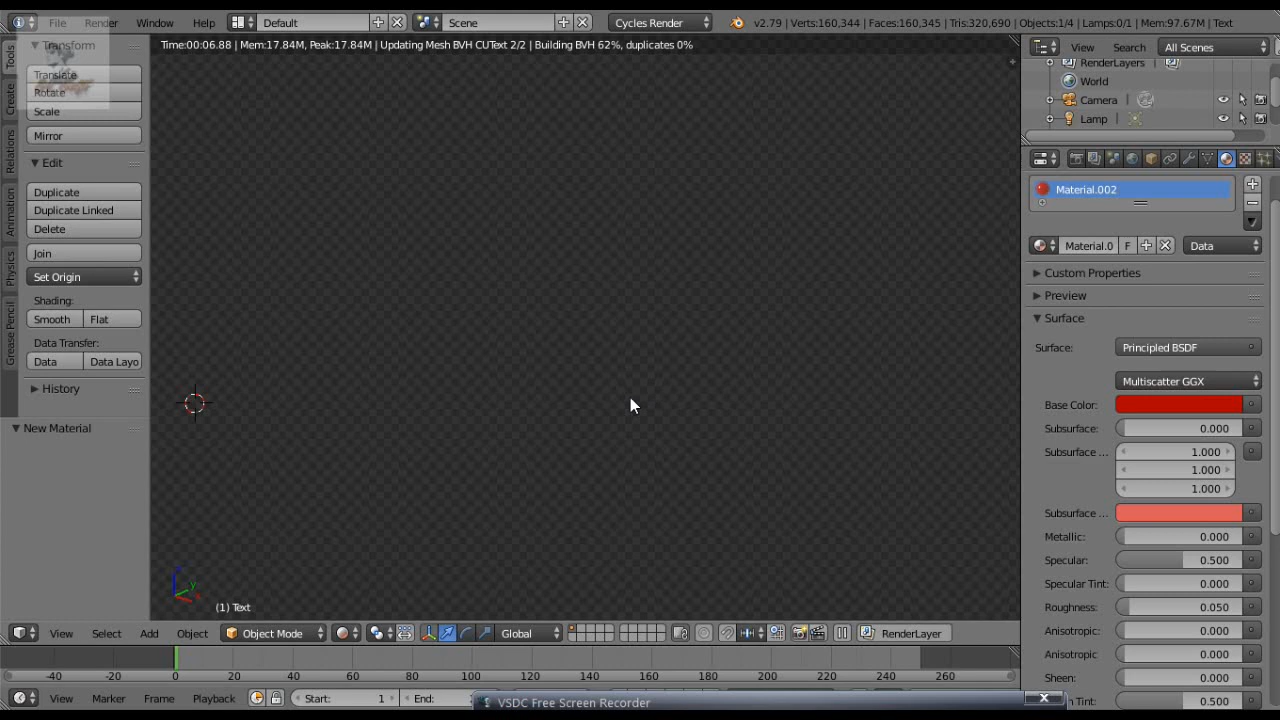 File Render Window Help Default Scene Cycles Render v2.79 | Verts:160,344 | Faces:160,345 | Tris:320,690 | Objects:1/4 | Lamps:0/1 | Mem:97.67M | Text
Time:00:06.88 | Mem:17.84M, Peak:17.84M | Updating Mesh BVH CUText 2/2 | Building BVH 62%, duplicates 0%
Transform
Translate
Rotate
Scale
Mirror
Edit
Duplicate
Duplicate Linked
Delete
Join
Set Origin
Shading:
Smooth Flat
Data Transfer:
Data Data Layo
History
New Material
Tools
Create
Relations
Animation
Physics
Grease Pencil
(1) Text
View Select Add Object Object Mode Global RenderLayer
-40 -20 0 20 40 60 80 100 120 140 160 180 200 220 240 260
View Marker Frame Playback Start: 1 End:
VSDC Free Screen Recorder
View Search All Scenes
RenderLayers
World
Camera
Lamp
Material.002
Material.0 F Data
Custom Properties
Preview
Surface
Surface: Principled BSDF
Multiscatter GGX
Base Color:
Subsurface: 0.000
Subsurface ... 1.000
1.000
1.000
Subsurface ...
Metallic: 0.000
Specular: 0.500
Specular Tint: 0.000
Roughness: 0.050
Anisotropic: 0.000
Anisotropic 0.000
Sheen: 0.000
n Tint: 0.500